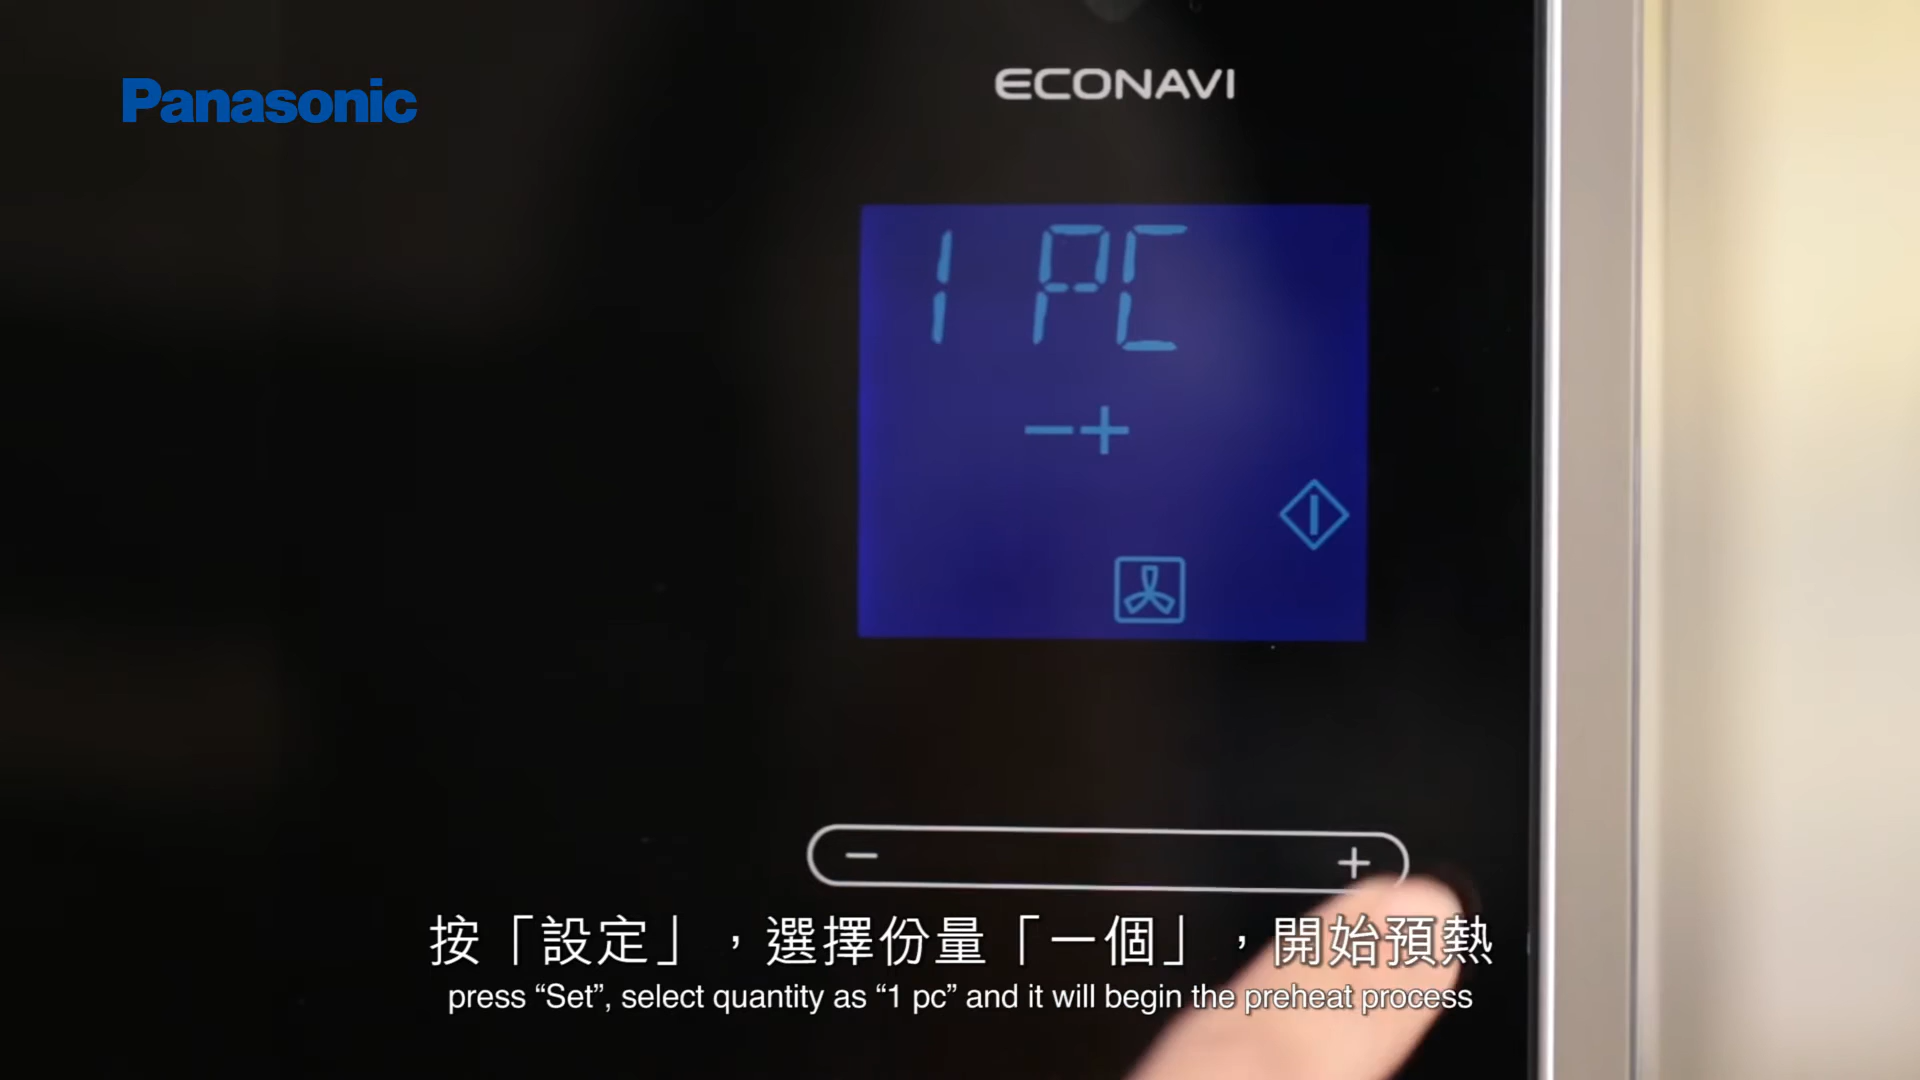 Panasonic
ECONAVI
1 PC
−+
− +
按「設定」，選擇份量「一個」，開始預熱
press “Set”, select quantity as “1 pc” and it will begin the preheat process